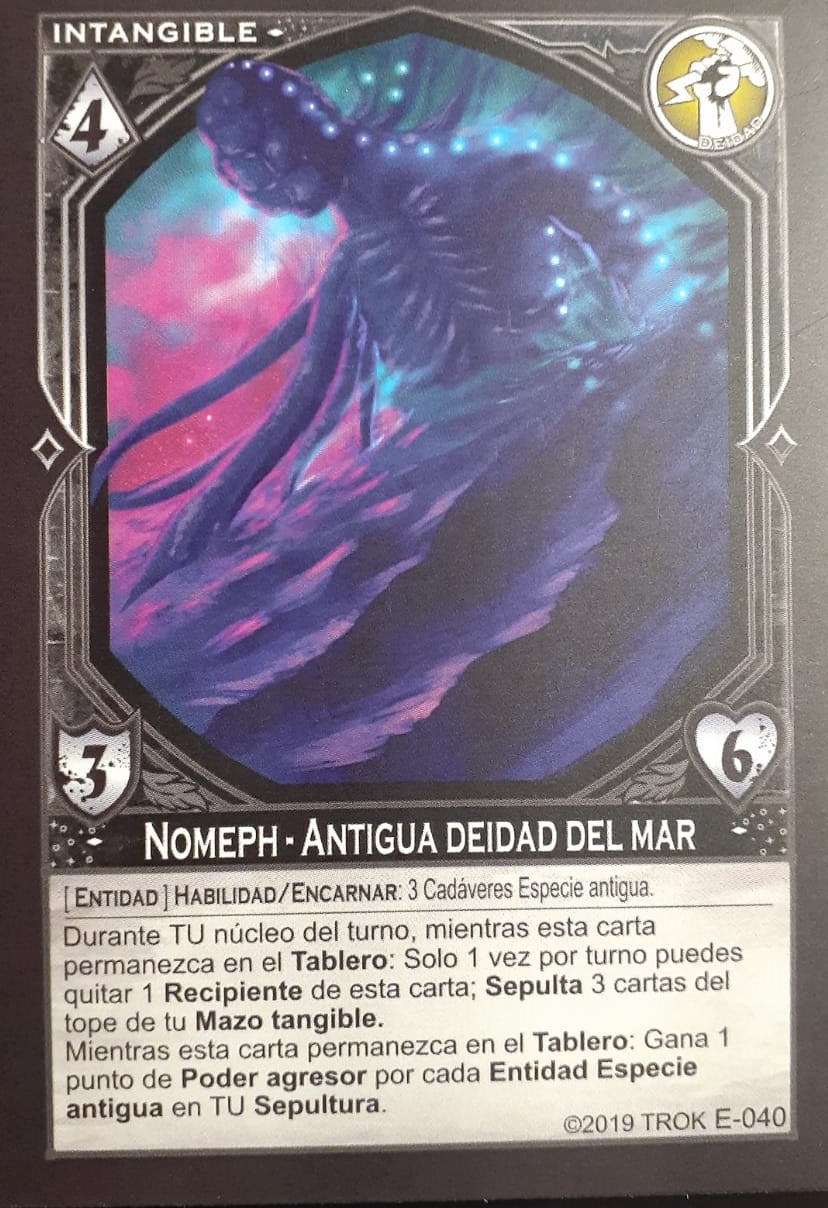 INTANGIBLE
4
DEIDAD
3
6
NOMEPH - ANTIGUA DEIDAD DEL MAR
[ ENTIDAD ] HABILIDAD/ENCARNAR: 3 Cadáveres Especie antigua.
Durante TU núcleo del turno, mientras esta carta
permanezca en el Tablero: Solo 1 vez por turno puedes
quitar 1 Recipiente de esta carta; Sepulta 3 cartas del
tope de tu Mazo tangible.
Mientras esta carta permanezca en el Tablero: Gana 1
punto de Poder agresor por cada Entidad Especie
antigua en TU Sepultura.
©2019 TROK E-040